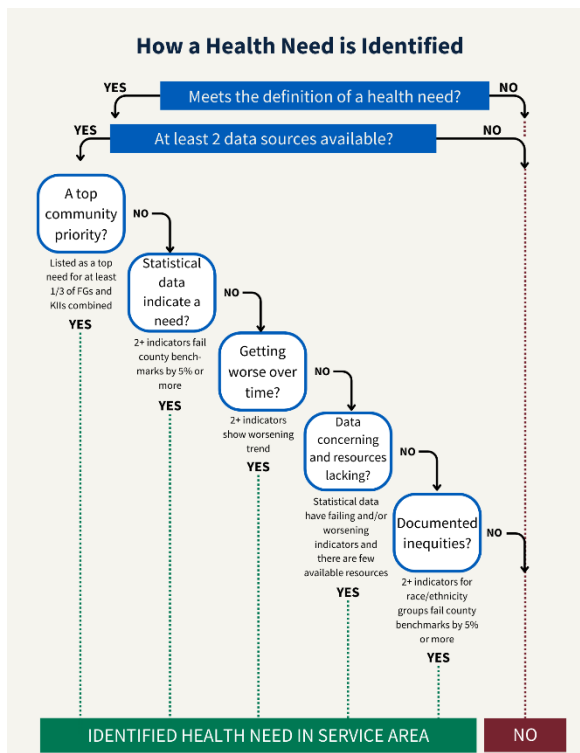 How a Health Need is Identified
YES
Meets the definition of a health need?
NO
YES
At least 2 data sources available?
NO
A top
community
priority?
NO
Listed as a top
need for at least
1/3 of FGs and
KIIs combined
YES
Statistical
data
indicate a
need?
NO
2+ indicators fail
county bench-
marks by 5% or
more
YES
Getting
worse over
time?
NO
2+ indicators
show worsening
trend
YES
Data
concerning
and resources
lacking?
NO
Statistical data
have failing and/or
worsening
indicators and
there are few
available resources
YES
Documented
inequities?
NO
2+ indicators for
race/ethnicity
groups fail county
benchmarks by 5%
or more
YES
IDENTIFIED HEALTH NEED IN SERVICE AREA
NO